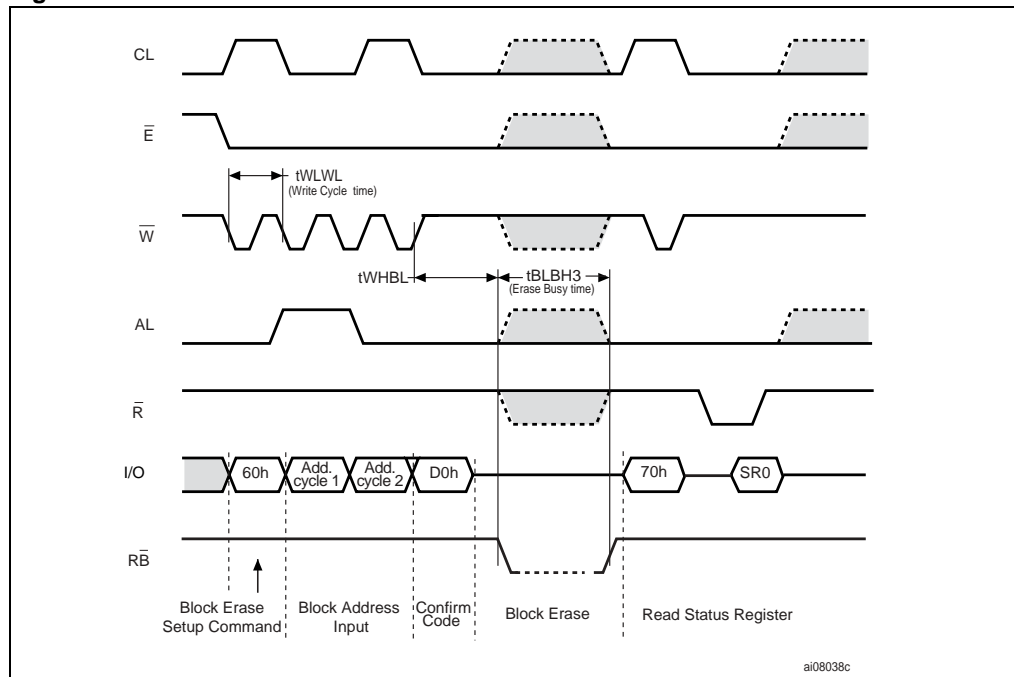 CL
E
tWLWL
(Write Cycle time)
W
tWHBL
tBLBH3
(Erase Busy time)
AL
R
I/O
60h
Add.
cycle 1
Add.
cycle 2
D0h
70h
SR0
RB
Block Erase
Setup Command
Block Address
Input
Confirm
Code
Block Erase
Read Status Register
ai08038c